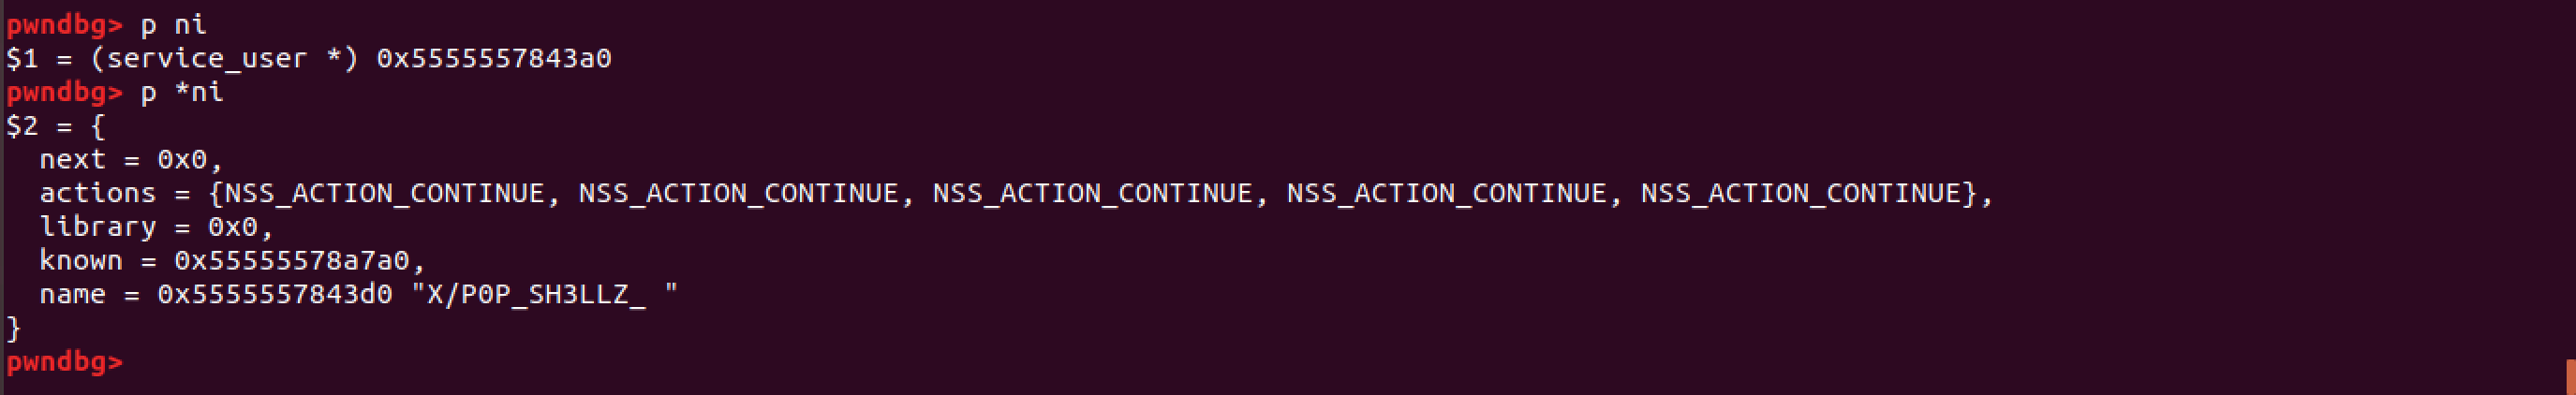 pwndbg> p ni
$1 = (service_user *) 0x5555557843a0
pwndbg> p *ni
$2 = {
  next = 0x0,
  actions = {NSS_ACTION_CONTINUE, NSS_ACTION_CONTINUE, NSS_ACTION_CONTINUE, NSS_ACTION_CONTINUE, NSS_ACTION_CONTINUE},
  library = 0x0,
  known = 0x55555578a7a0,
  name = 0x5555557843d0 "X/P0P_SH3LLZ_ "
}
pwndbg>